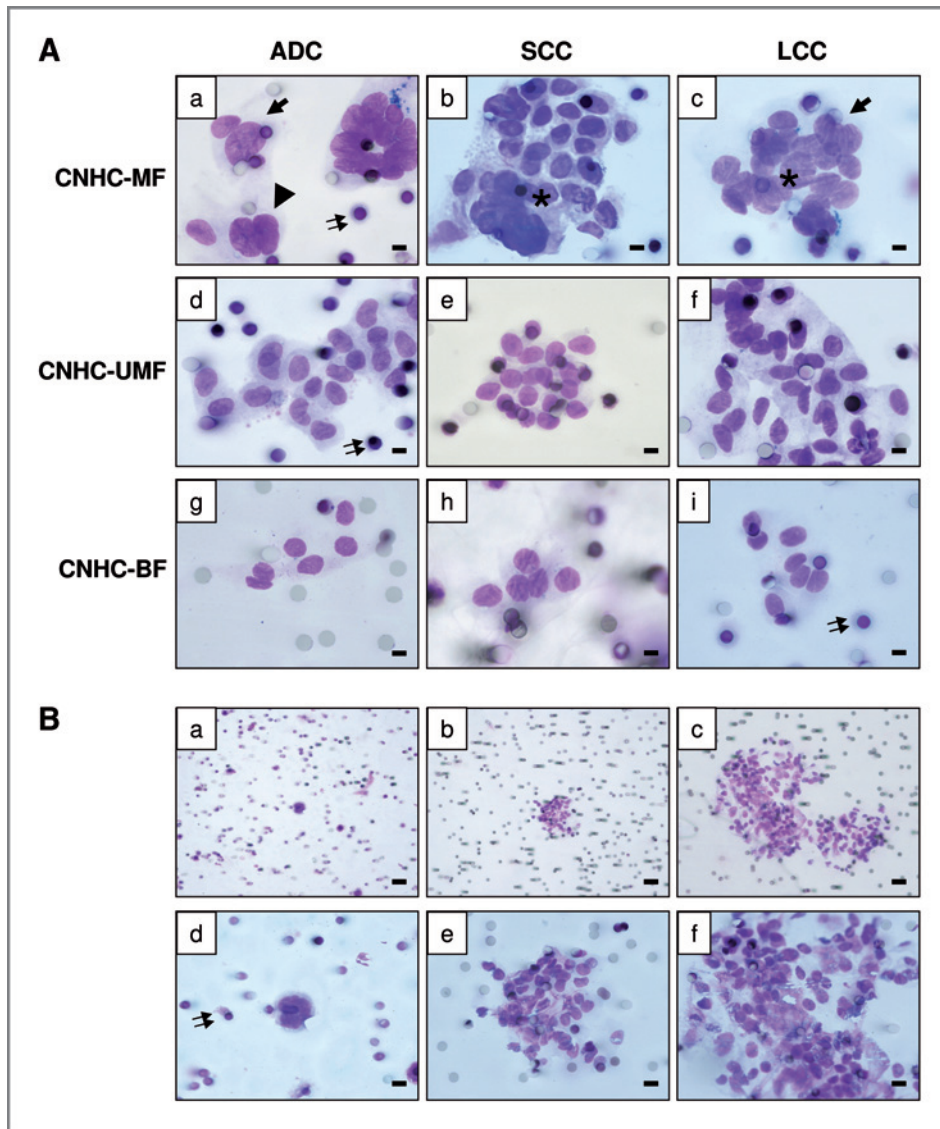 A
ADC SCC LCC
a b c
CNHC-MF
* *
d e f
CNHC-UMF
g h i
CNHC-BF
B
a b c
d e f